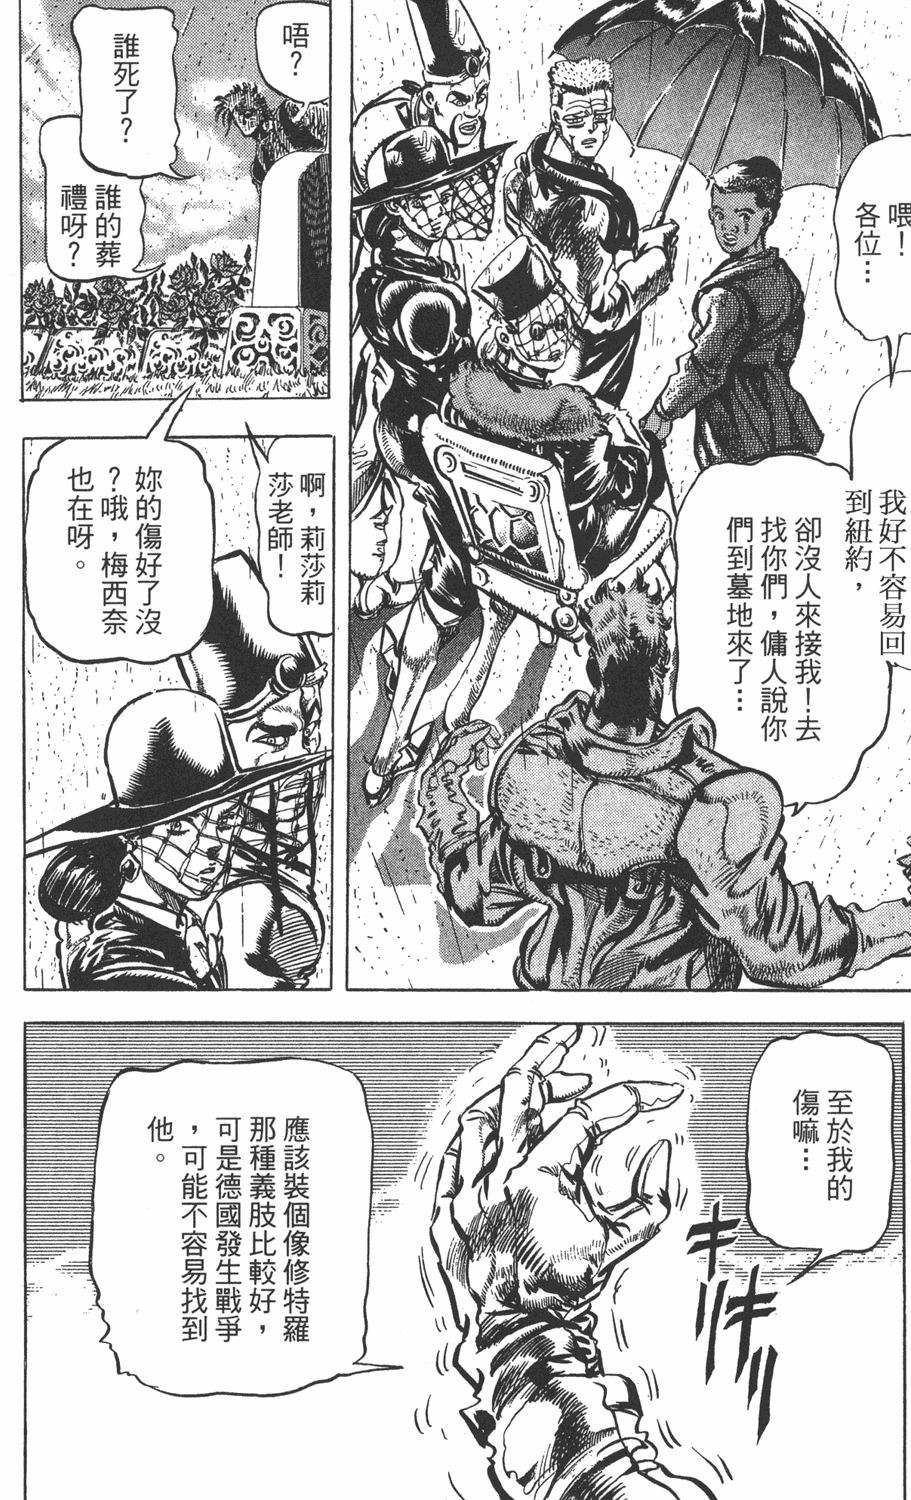 喂！
各位…
我好不容易回
到紐約，
卻沒人來接我！去
找你們，傭人說你
們到墓地來了…
唔？
誰死了？
誰的葬
禮呀？
啊，莉莎莉
莎老師！
妳的傷好了沒
？哦，梅西奈
也在呀。
至於我的
傷嘛…
ギギギ
應該裝個像修特羅
那種義肢比較好，
可是德國發生戰爭
，可能不容易找到
他。